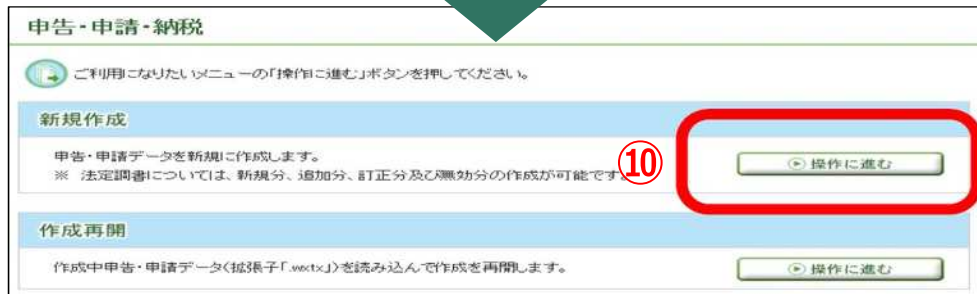 申告・申請・納税
ご利用になりたいメニューの「操作に進む」ボタンを押してください。
新規作成
申告・申請データを新規に作成します。
※ 法定調書については、新規分、追加分、訂正分及び無効分の作成が可能です。
⑩
操作に進む
作成再開
作成中申告・申請データ(拡張子「.wxtx」)を読み込んで作成を再開します。
操作に進む